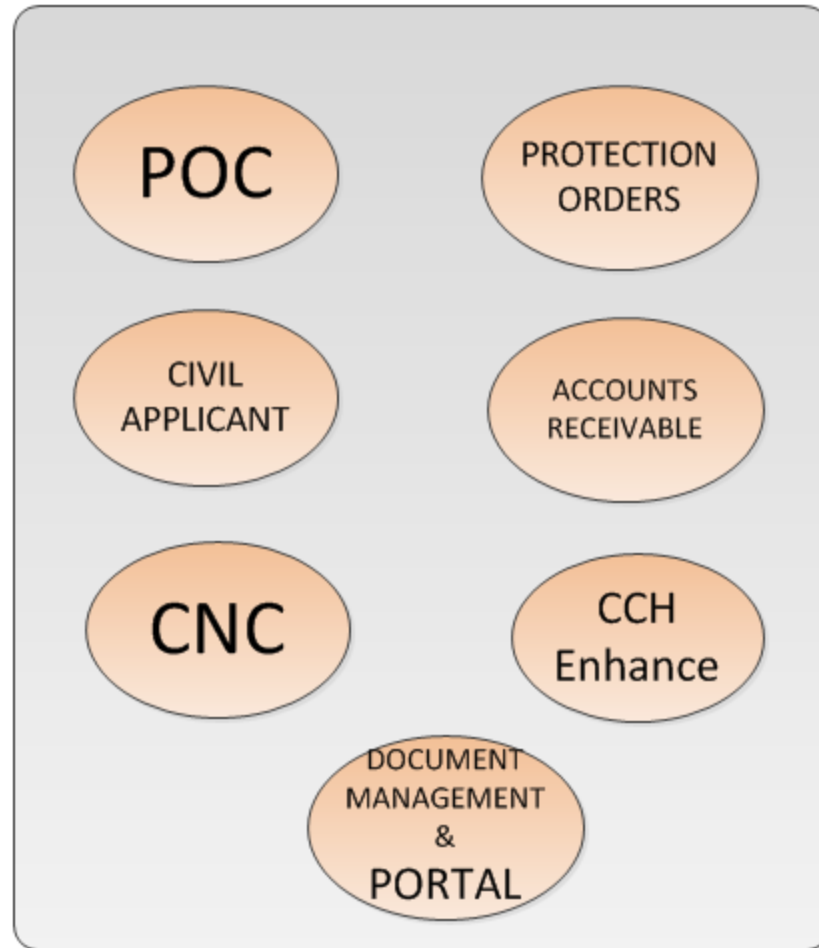 POC
PROTECTION
ORDERS
CIVIL
APPLICANT
ACCOUNTS
RECEIVABLE
CNC
CCH
Enhance
DOCUMENT
MANAGEMENT
&
PORTAL